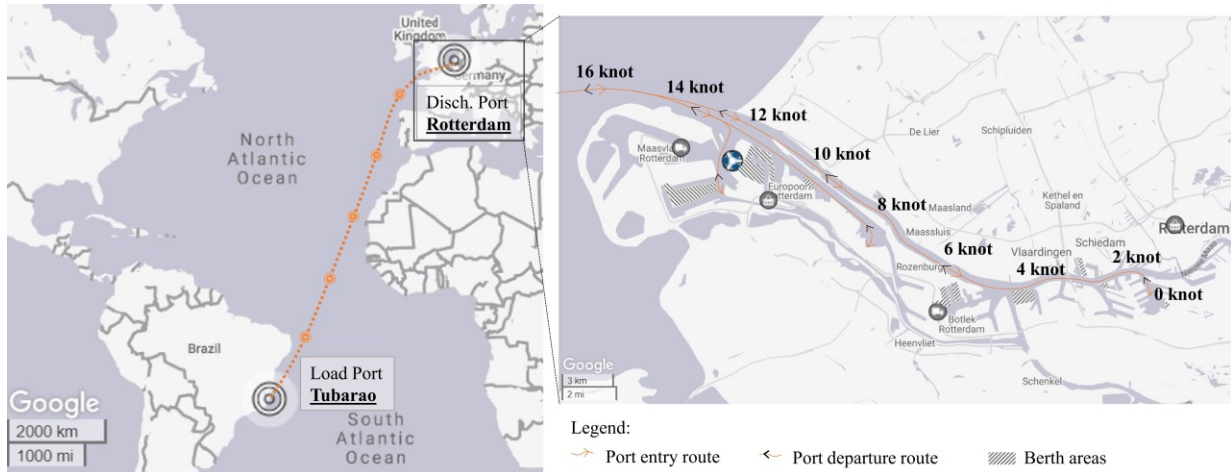 United
Kingdom
Germany
Disch. Port
Rotterdam
North
Atlantic
Ocean
Brazil
Load Port
Tubarao
South
Atlantic
Ocean
Google
2000 km
1000 mi
16 knot
14 knot
12 knot
10 knot
8 knot
6 knot
4 knot
2 knot
0 knot
De Lier
Schipluiden
Maasvla
Rotterdam
Europoort
Rotterdam
Maasland
Kethel en
Spaland
Maassluis
Rotterdam
Vlaardingen
Schiedam
Nieuwe Maas
Rozenburg
Botlek
Rotterdam
Heenvliet
Schenkel
Google
3 km
2 mi
Legend:
Port entry route
Port departure route
Berth areas